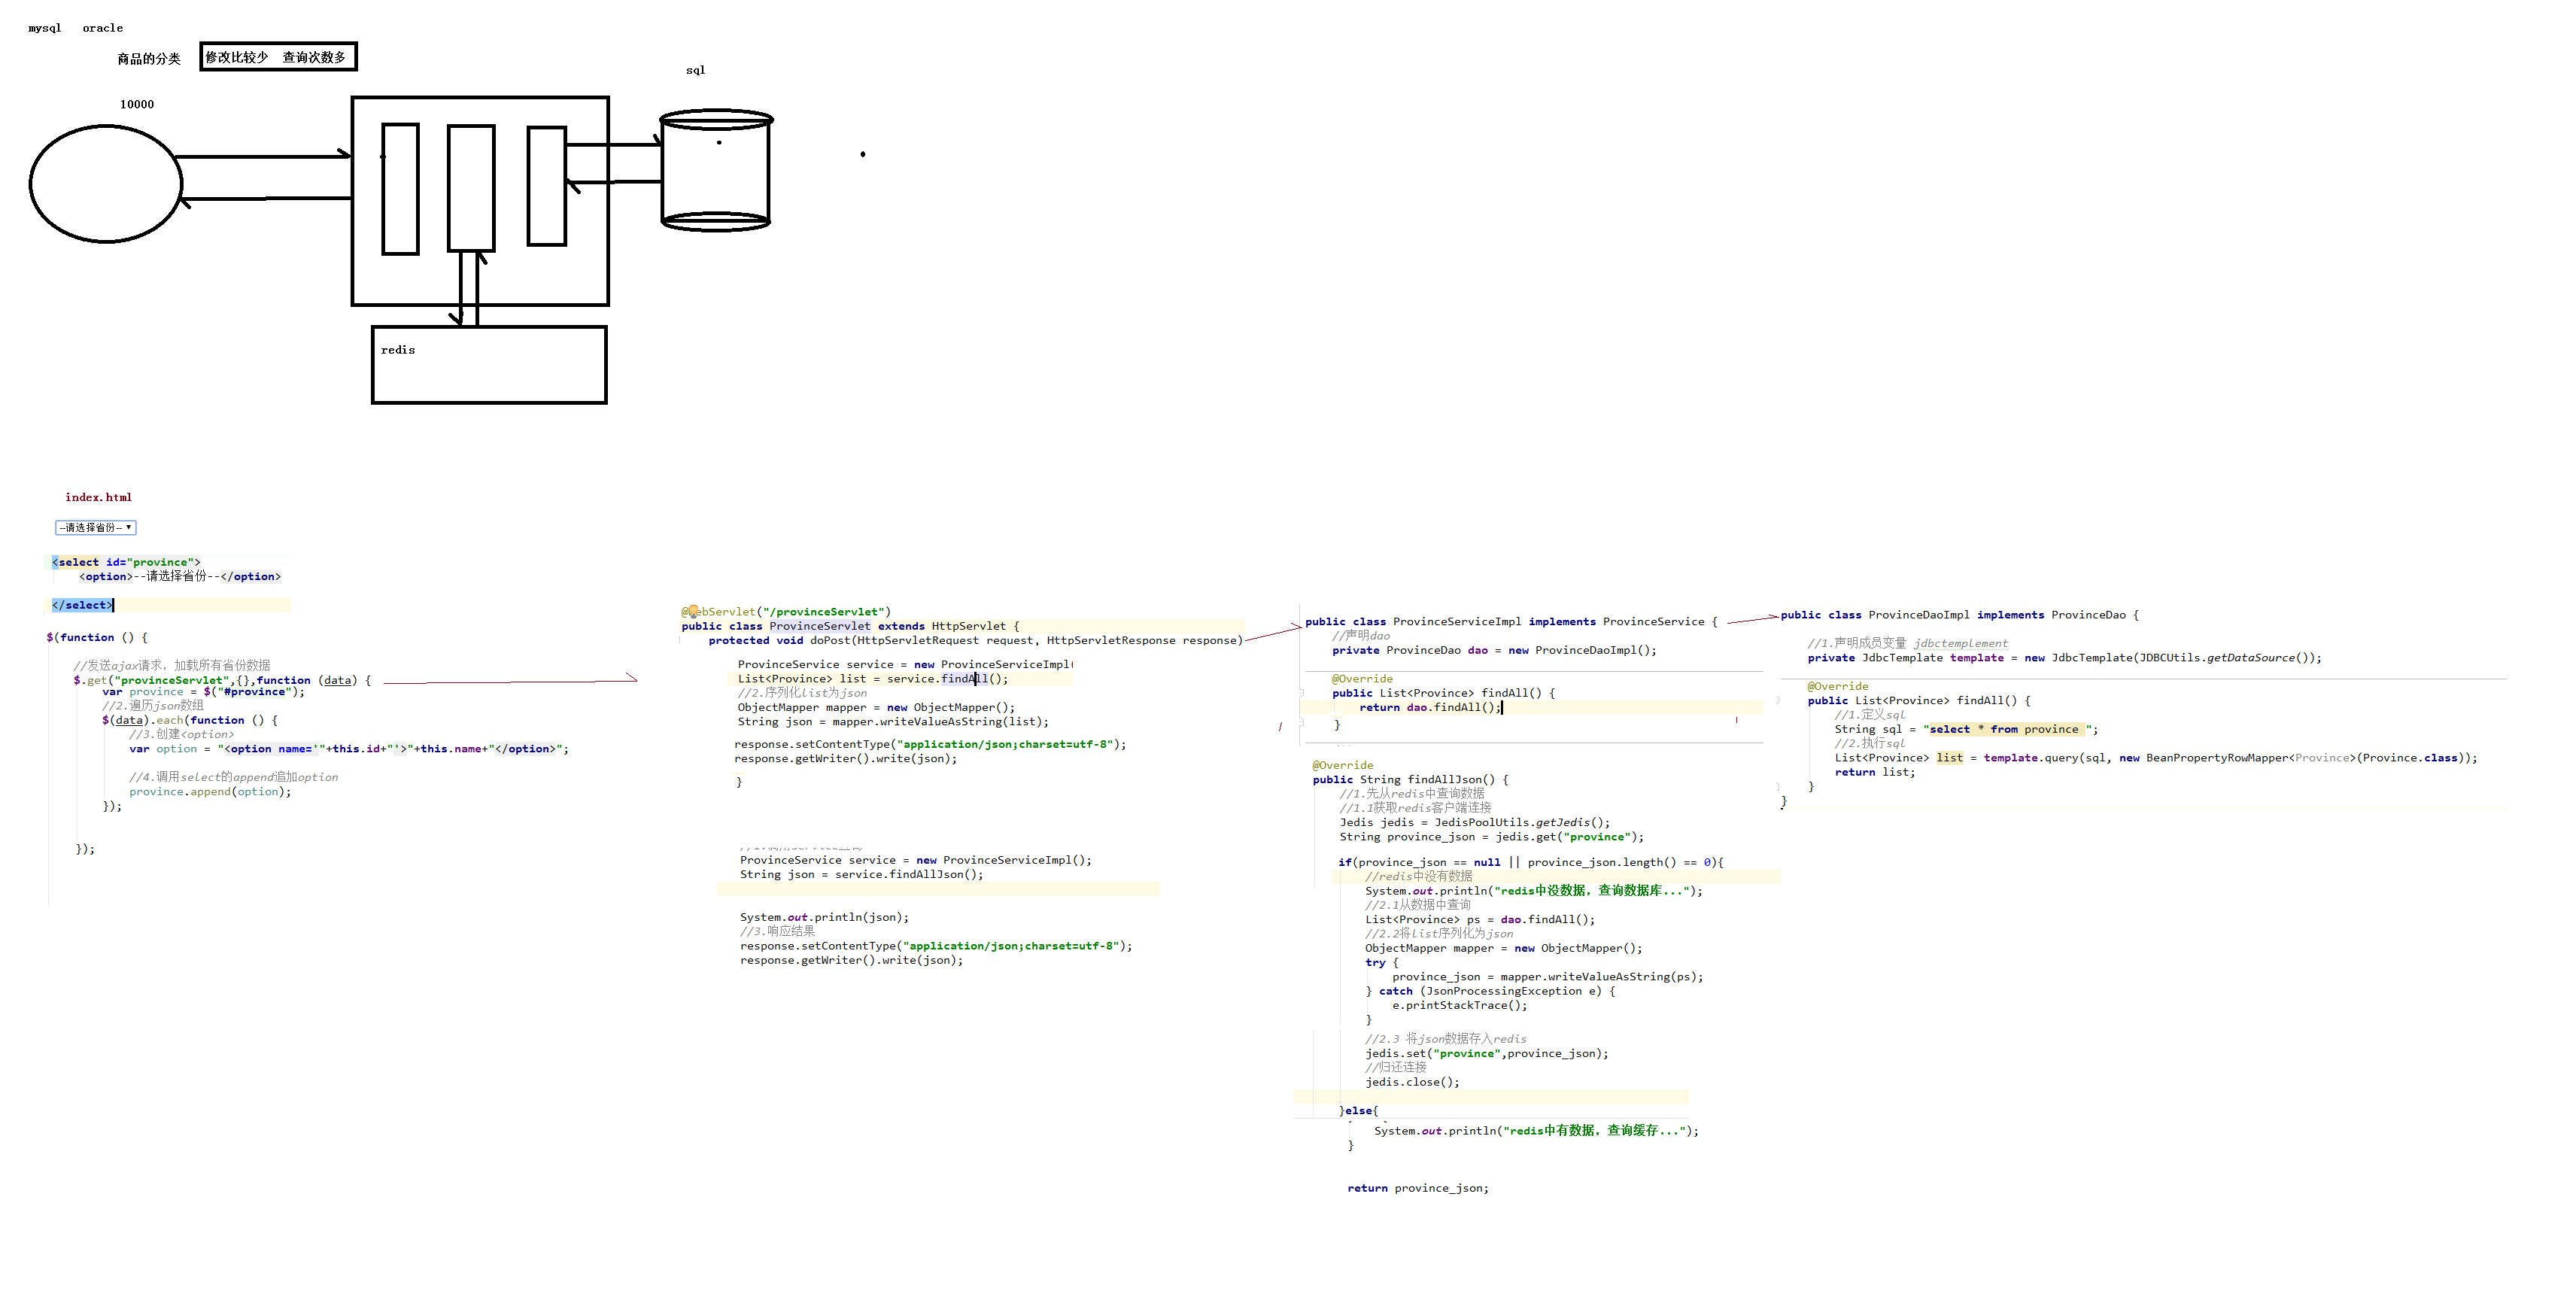 mysql oracle
商品的分类
修改比较少 查询次数多
sql
10000
redis
index.html
--请选择省份--
<select id="province">
<option>--请选择省份--</option>
</select>
$(function () {
//发送ajax请求，加载所有省份数据
$.get("provinceServlet",{},function (data) {
var province = $("#province");
//2.遍历json数组
$(data).each(function () {
//3.创建<option>
var option = "<option name='"+this.id+"'>"+this.name+"</option>";
//4.调用select的append追加option
province.append(option);
});
});
@WebServlet("/provinceServlet")
public class ProvinceServlet extends HttpServlet {
protected void doPost(HttpServletRequest request, HttpServletResponse response)
ProvinceService service = new ProvinceServiceImpl(
List<Province> list = service.findAll();
//2.序列化list为json
ObjectMapper mapper = new ObjectMapper();
String json = mapper.writeValueAsString(list);
response.setContentType("application/json;charset=utf-8");
response.getWriter().write(json);
}
ProvinceService service = new ProvinceServiceImpl();
String json = service.findAllJson();
System.out.println(json);
//3.响应结果
response.setContentType("application/json;charset=utf-8");
response.getWriter().write(json);
public class ProvinceServiceImpl implements ProvinceService {
//声明dao
private ProvinceDao dao = new ProvinceDaoImpl();
@Override
public List<Province> findAll() {
return dao.findAll();
}
@Override
public String findAllJson() {
//1.先从redis中查询数据
//1.1获取redis客户端连接
Jedis jedis = JedisPoolUtils.getJedis();
String province_json = jedis.get("province");
if(province_json == null || province_json.length() == 0){
//redis中没有数据
System.out.println("redis中没数据，查询数据库...");
//2.1从数据中查询
List<Province> ps = dao.findAll();
//2.2将list序列化为json
ObjectMapper mapper = new ObjectMapper();
try {
province_json = mapper.writeValueAsString(ps);
} catch (JsonProcessingException e) {
e.printStackTrace();
}
//2.3 将json数据存入redis
jedis.set("province",province_json);
//归还连接
jedis.close();
}else{
System.out.println("redis中有数据，查询缓存...");
}
return province_json;
public class ProvinceDaoImpl implements ProvinceDao {
//1.声明成员变量 jdbctemplement
private JdbcTemplate template = new JdbcTemplate(JDBCUtils.getDataSource());
@Override
public List<Province> findAll() {
//1.定义sql
String sql = "select * from province ";
//2.执行sql
List<Province> list = template.query(sql, new BeanPropertyRowMapper<Province>(Province.class));
return list;
}
}